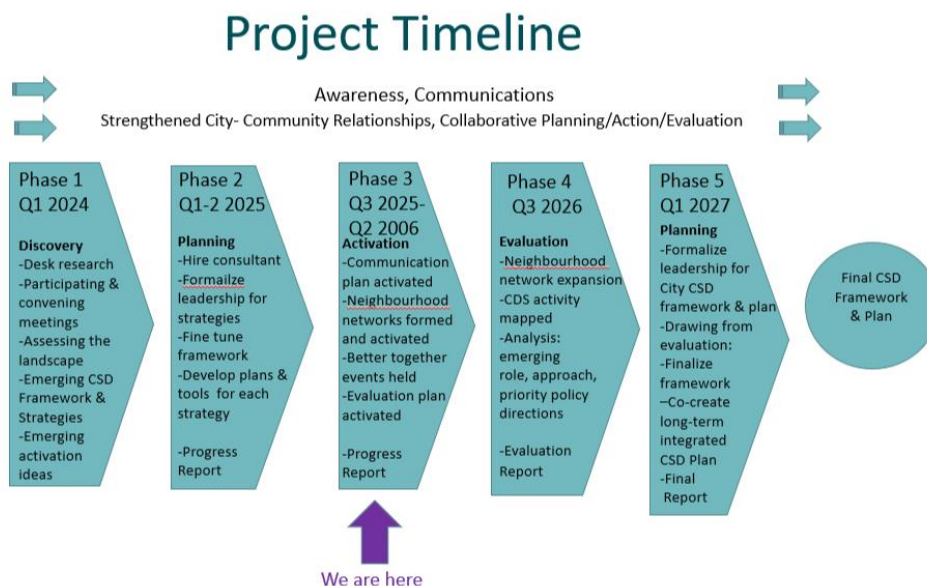 Project Timeline
Awareness, Communications
Strengthened City- Community Relationships, Collaborative Planning/Action/Evaluation
Phase 1
Q1 2024
Discovery
-Desk research
-Participating &
convening
meetings
-Assessing the
landscape
-Emerging CSD
Framework &
Strategies
-Emerging
activation
ideas
Phase 2
Q1-2 2025
Planning
-Hire consultant
-Formailze
leadership for
strategies
-Fine tune
framework
-Develop plans &
tools for each
strategy
-Progress
Report
Phase 3
Q3 2025-
Q2 2006
Activation
-Communication
plan activated
-Neighbourhood
networks formed
and activated
-Better together
events held
-Evaluation plan
activated
-Progress
Report
Phase 4
Q3 2026
Evaluation
-Neighbourhood
network expansion
-CDS activity
mapped
-Analysis:
emerging
role, approach,
priority policy
directions
-Evaluation
Report
Phase 5
Q1 2027
Planning
-Formalize
leadership for
City CSD
framework & plan
-Drawing from
evaluation:
-Finalize
framework
–Co-create
long-term
integrated
CSD Plan
-Final
Report
Final CSD
Framework
& Plan
We are here